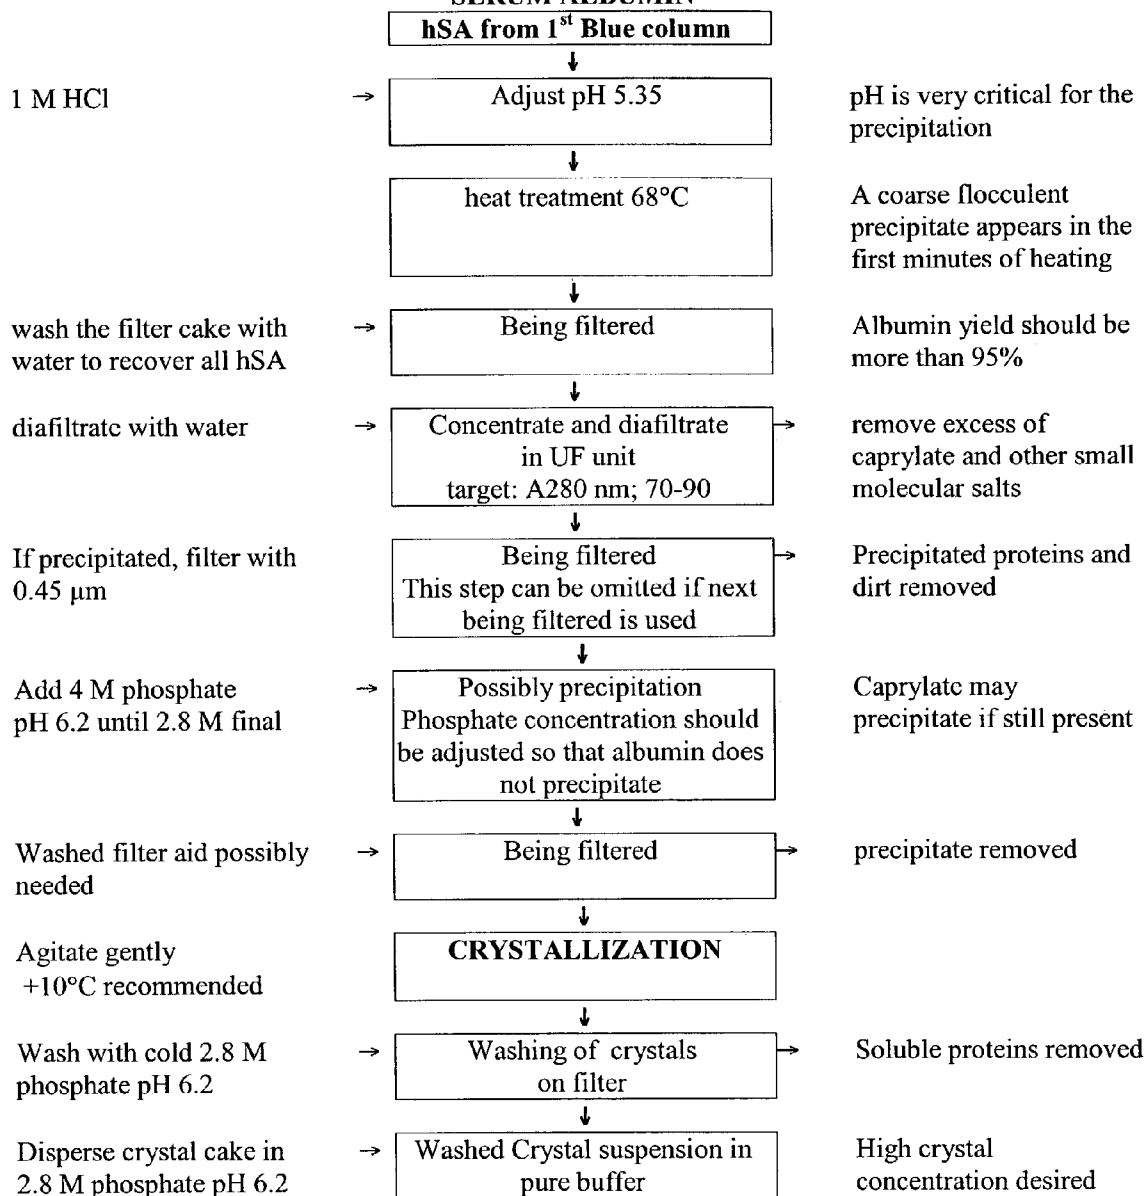 SERUM ALBUMIN
hSA from 1st Blue column
1 M HCl
→
Adjust pH 5.35
pH is very critical for the
precipitation
heat treatment 68°C
A coarse flocculent
precipitate appears in the
first minutes of heating
wash the filter cake with
water to recover all hSA
→
Being filtered
Albumin yield should be
more than 95%
diafiltrate with water
→
Concentrate and diafiltrate
in UF unit
target: A280 nm; 70-90
→
remove excess of
caprylate and other small
molecular salts
If precipitated, filter with
0.45 µm
Being filtered
This step can be omitted if next
being filtered is used
→
Precipitated proteins and
dirt removed
Add 4 M phosphate
pH 6.2 until 2.8 M final
→
Possibly precipitation
Phosphate concentration should
be adjusted so that albumin does
not precipitate
Caprylate may
precipitate if still present
Washed filter aid possibly
needed
→
Being filtered
→
precipitate removed
Agitate gently
+10°C recommended
CRYSTALLIZATION
Wash with cold 2.8 M
phosphate pH 6.2
→
Washing of crystals
on filter
→
Soluble proteins removed
Disperse crystal cake in
2.8 M phosphate pH 6.2
→
Washed Crystal suspension in
pure buffer
High crystal
concentration desired